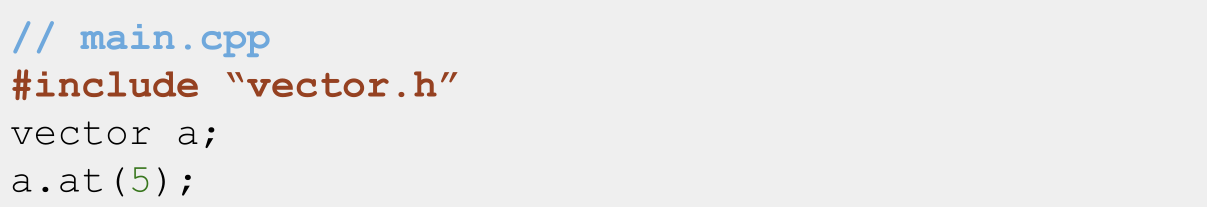 // main.cpp
#include “vector.h”
vector a;
a.at(5);